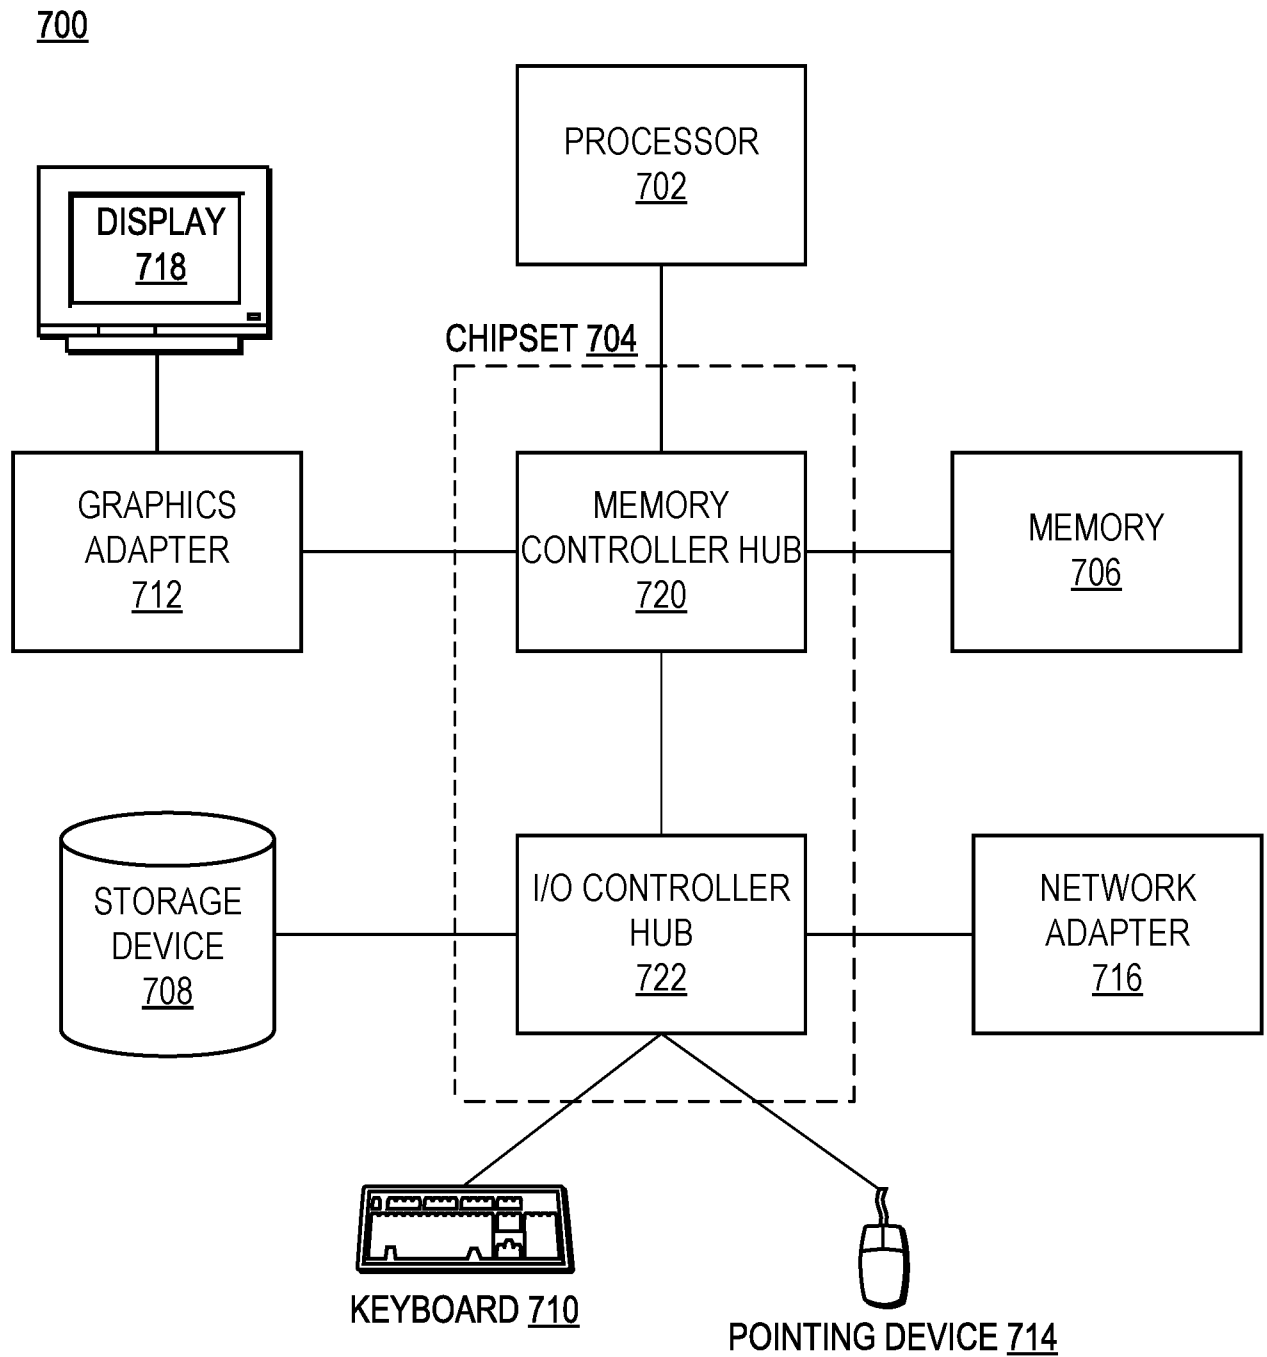 700
PROCESSOR
702
DISPLAY
718
CHIPSET 704
GRAPHICS
ADAPTER
712
MEMORY
CONTROLLER HUB
720
MEMORY
706
STORAGE
DEVICE
708
I/O CONTROLLER
HUB
722
NETWORK
ADAPTER
716
KEYBOARD 710
POINTING DEVICE 714